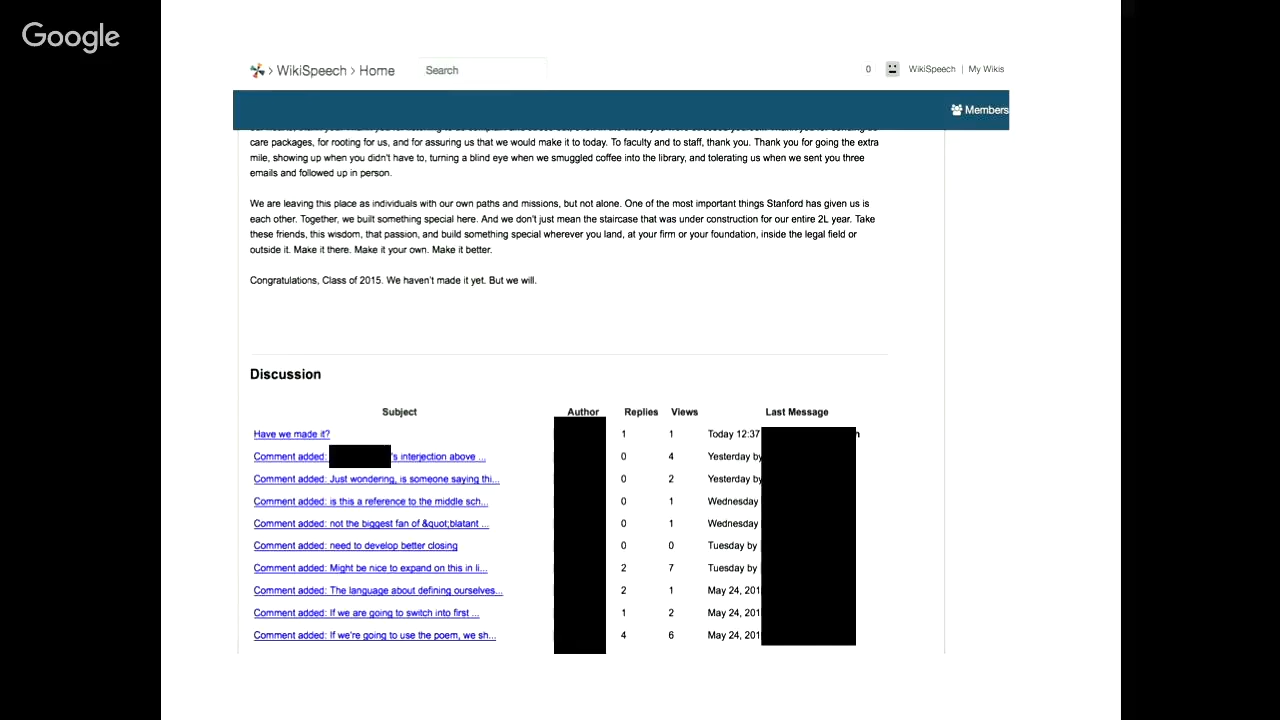 Google
> WikiSpeech > Home
Search
0
WikiSpeech | My Wikis
Members
care packages, for rooting for us, and for assuring us that we would make it to today. To faculty and to staff, thank you. Thank you for going the extra
mile, showing up when you didn't have to, turning a blind eye when we smuggled coffee into the library, and tolerating us when we sent you three
emails and followed up in person.
We are leaving this place as individuals with our own paths and missions, but not alone. One of the most important things Stanford has given us is
each other. Together, we built something special here. And we don't just mean the staircase that was under construction for our entire 2L year. Take
these friends, this wisdom, that passion, and build something special wherever you land, at your firm or your foundation, inside the legal field or
outside it. Make it there. Make it your own. Make it better.
Congratulations, Class of 2015. We haven't made it yet. But we will.
Discussion
Subject Author Replies Views Last Message
Have we made it? 1 1 Today 12:37
Comment added: 's interjection above ... 0 4 Yesterday by
Comment added: Just wondering, is someone saying thi... 0 2 Yesterday by
Comment added: is this a reference to the middle sch... 0 1 Wednesday
Comment added: not the biggest fan of &quot;blatant ... 0 1 Wednesday
Comment added: need to develop better closing 0 0 Tuesday by
Comment added: Might be nice to expand on this in li... 2 7 Tuesday by
Comment added: The language about defining ourselves... 2 1 May 24, 201
Comment added: If we are going to switch into first ... 1 2 May 24, 201
Comment added: If we're going to use the poem, we sh... 4 6 May 24, 201